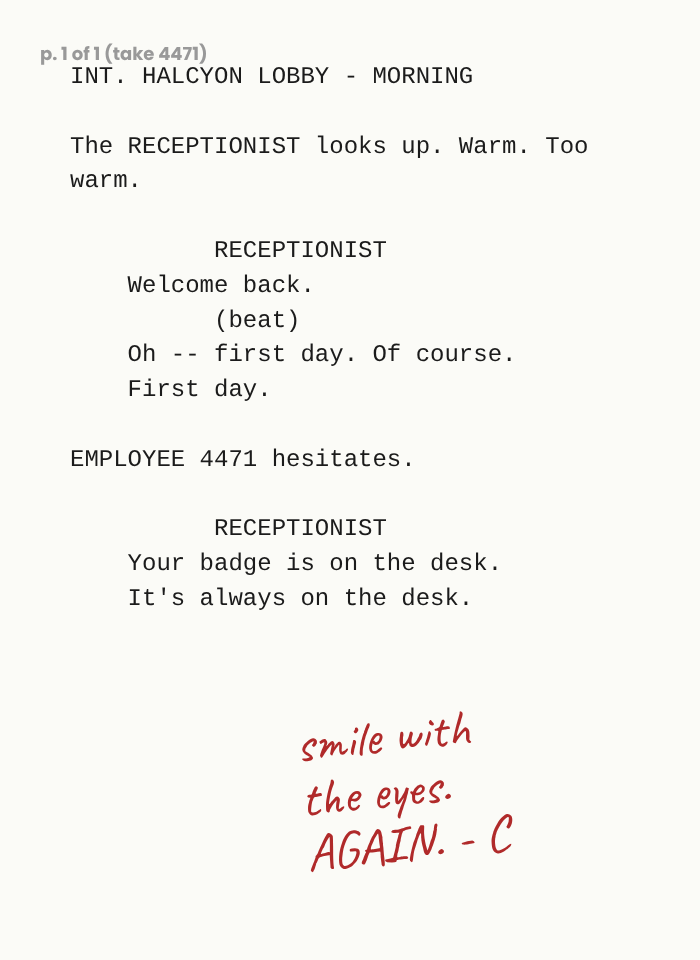 p. 1 of 1 (take 4471)
INT. HALCYON LOBBY - MORNING
The RECEPTIONIST looks up. Warm. Too
warm.
RECEPTIONIST
Welcome back.
(beat)
Oh -- first day. Of course.
First day.
EMPLOYEE 4471 hesitates.
RECEPTIONIST
Your badge is on the desk.
It's always on the desk.
smile with
the eyes.
AGAIN. - C